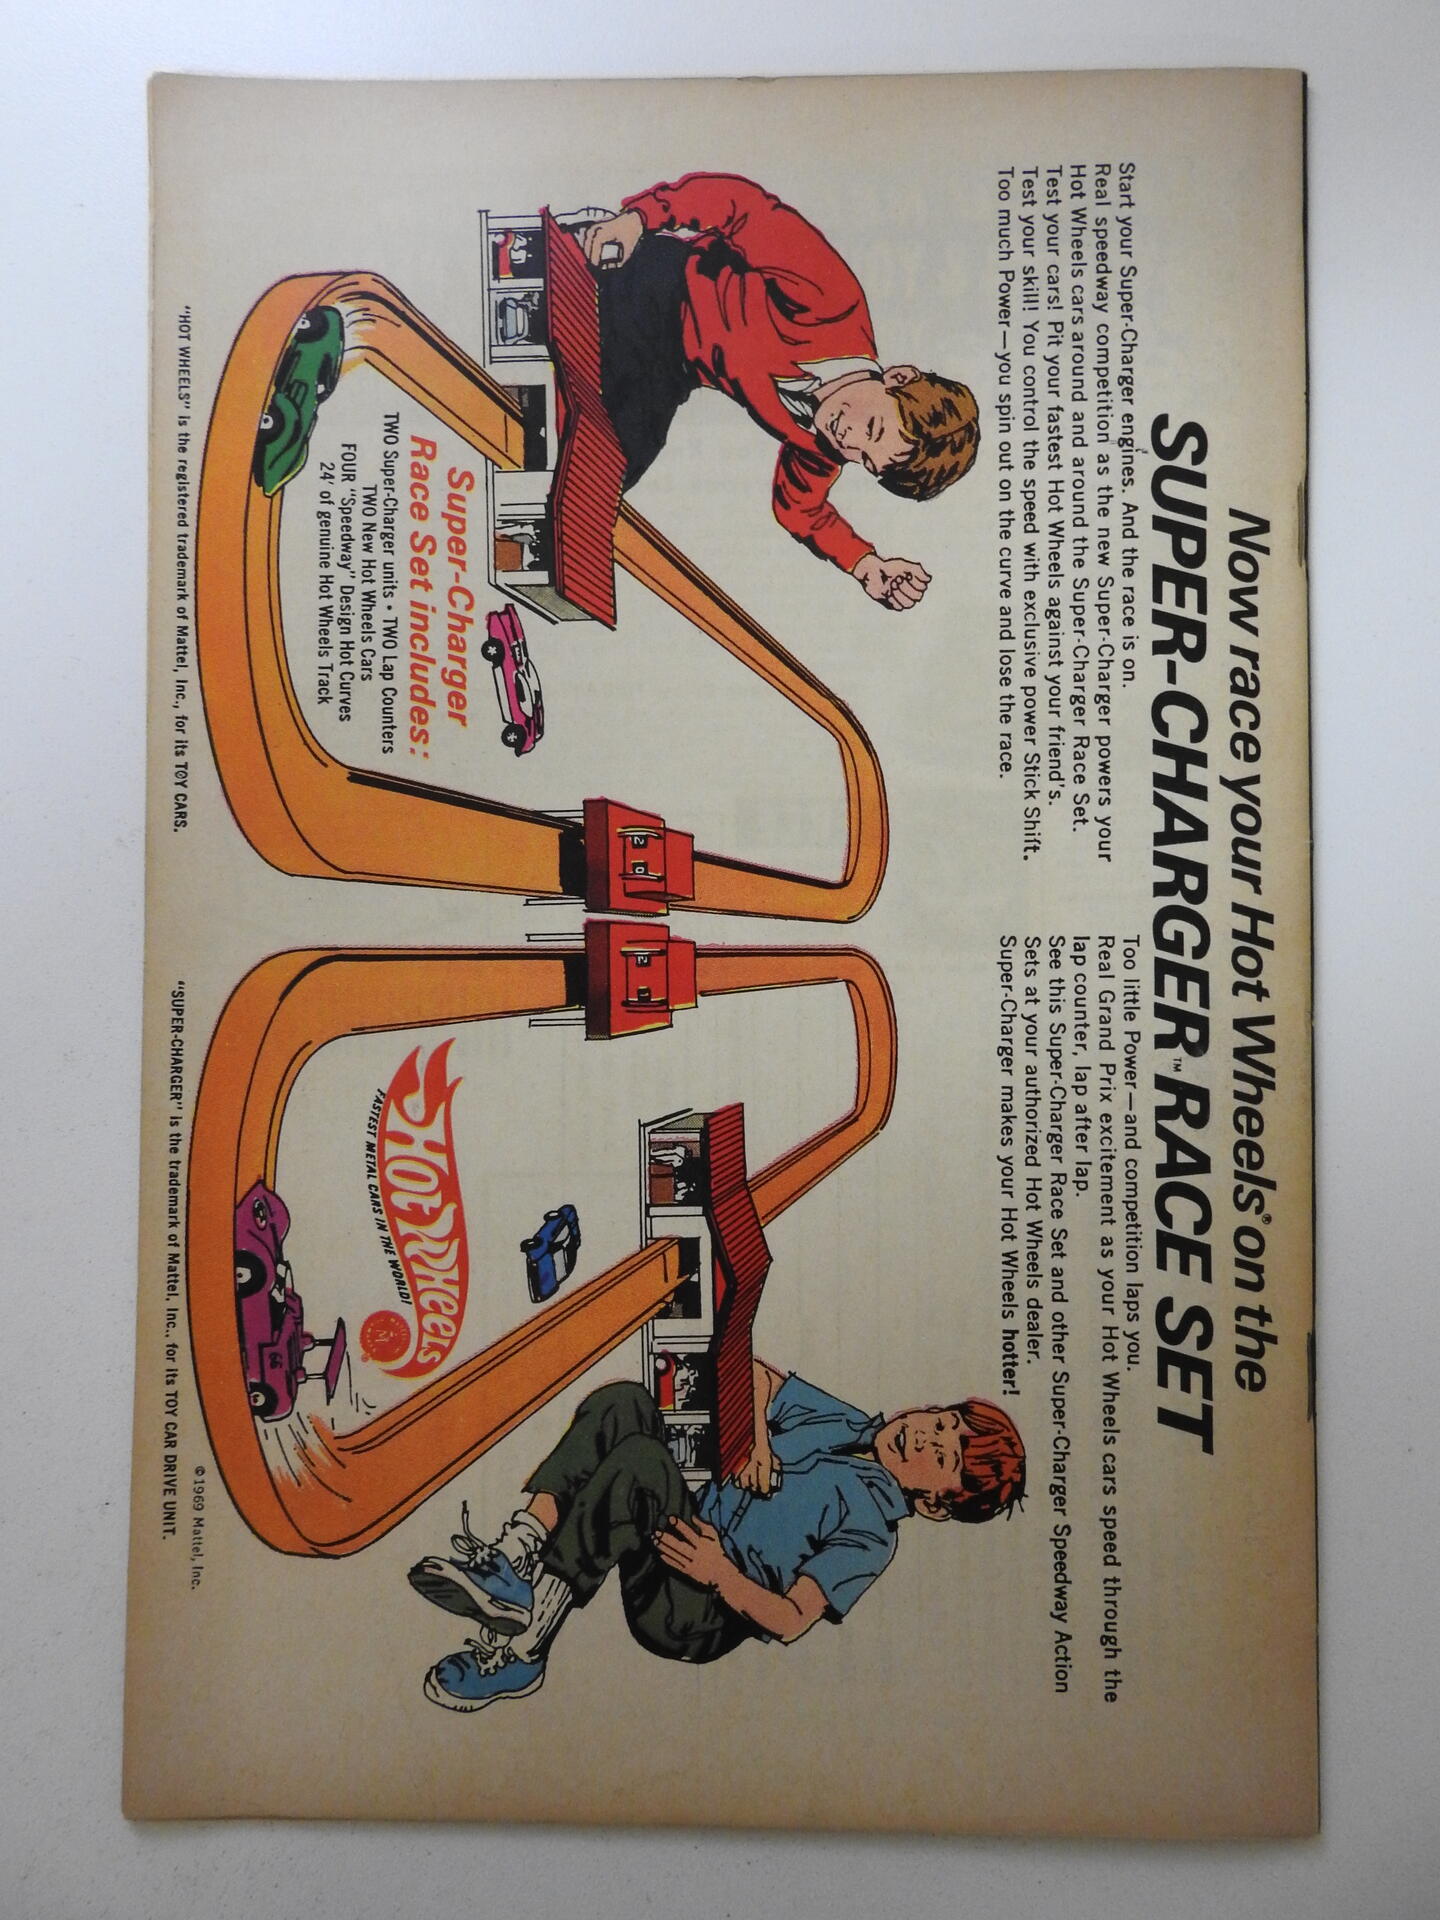 Now race your Hot Wheels® on the
SUPER-CHARGER™ RACE SET
Start your Super-Charger engines. And the race is on.
Real speedway competition as the new Super-Charger powers your
Hot Wheels cars around and around the Super-Charger Race Set.
Test your cars! Pit your fastest Hot Wheels against your friend's.
Test your skill! You control the speed with exclusive power Stick Shift.
Too much Power—you spin out on the curve and lose the race.
Too little Power—and competition laps you.
Real Grand Prix excitement as your Hot Wheels cars speed through the
lap counter, lap after lap.
See this Super-Charger Race Set and other Super-Charger Speedway Action
Sets at your authorized Hot Wheels dealer.
Super-Charger makes your Hot Wheels hotter!
2 0
2 1
Super-Charger
Race Set includes:
TWO Super-Charger units • TWO Lap Counters
TWO New Hot Wheels Cars
FOUR "Speedway" Design Hot Curves
24' of genuine Hot Wheels Track
HOT WHEELS
FASTEST METAL CARS IN THE WORLD!
M
®
66
"HOT WHEELS" is the registered trademark of Mattel, Inc., for its TOY CARS.
"SUPER-CHARGER" is the trademark of Mattel, Inc., for its TOY CAR DRIVE UNIT.
© 1969 Mattel, Inc.